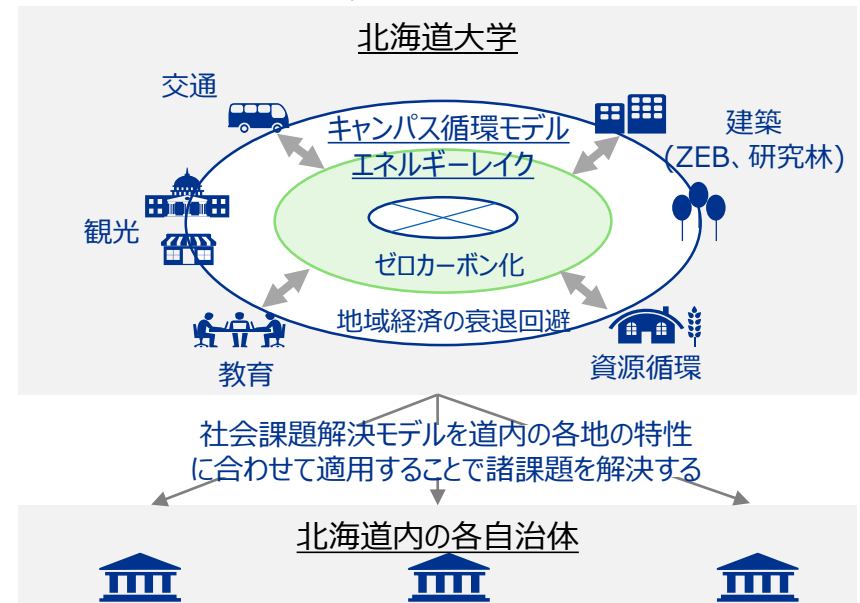 北海道大学
交通
キャンパス循環モデル
エネルギーレイク
建築
(ZEB、研究林)
観光
ゼロカーボン化
地域経済の衰退回避
教育
資源循環
社会課題解決モデルを道内の各地の特性
に合わせて適用することで諸課題を解決する
北海道内の各自治体